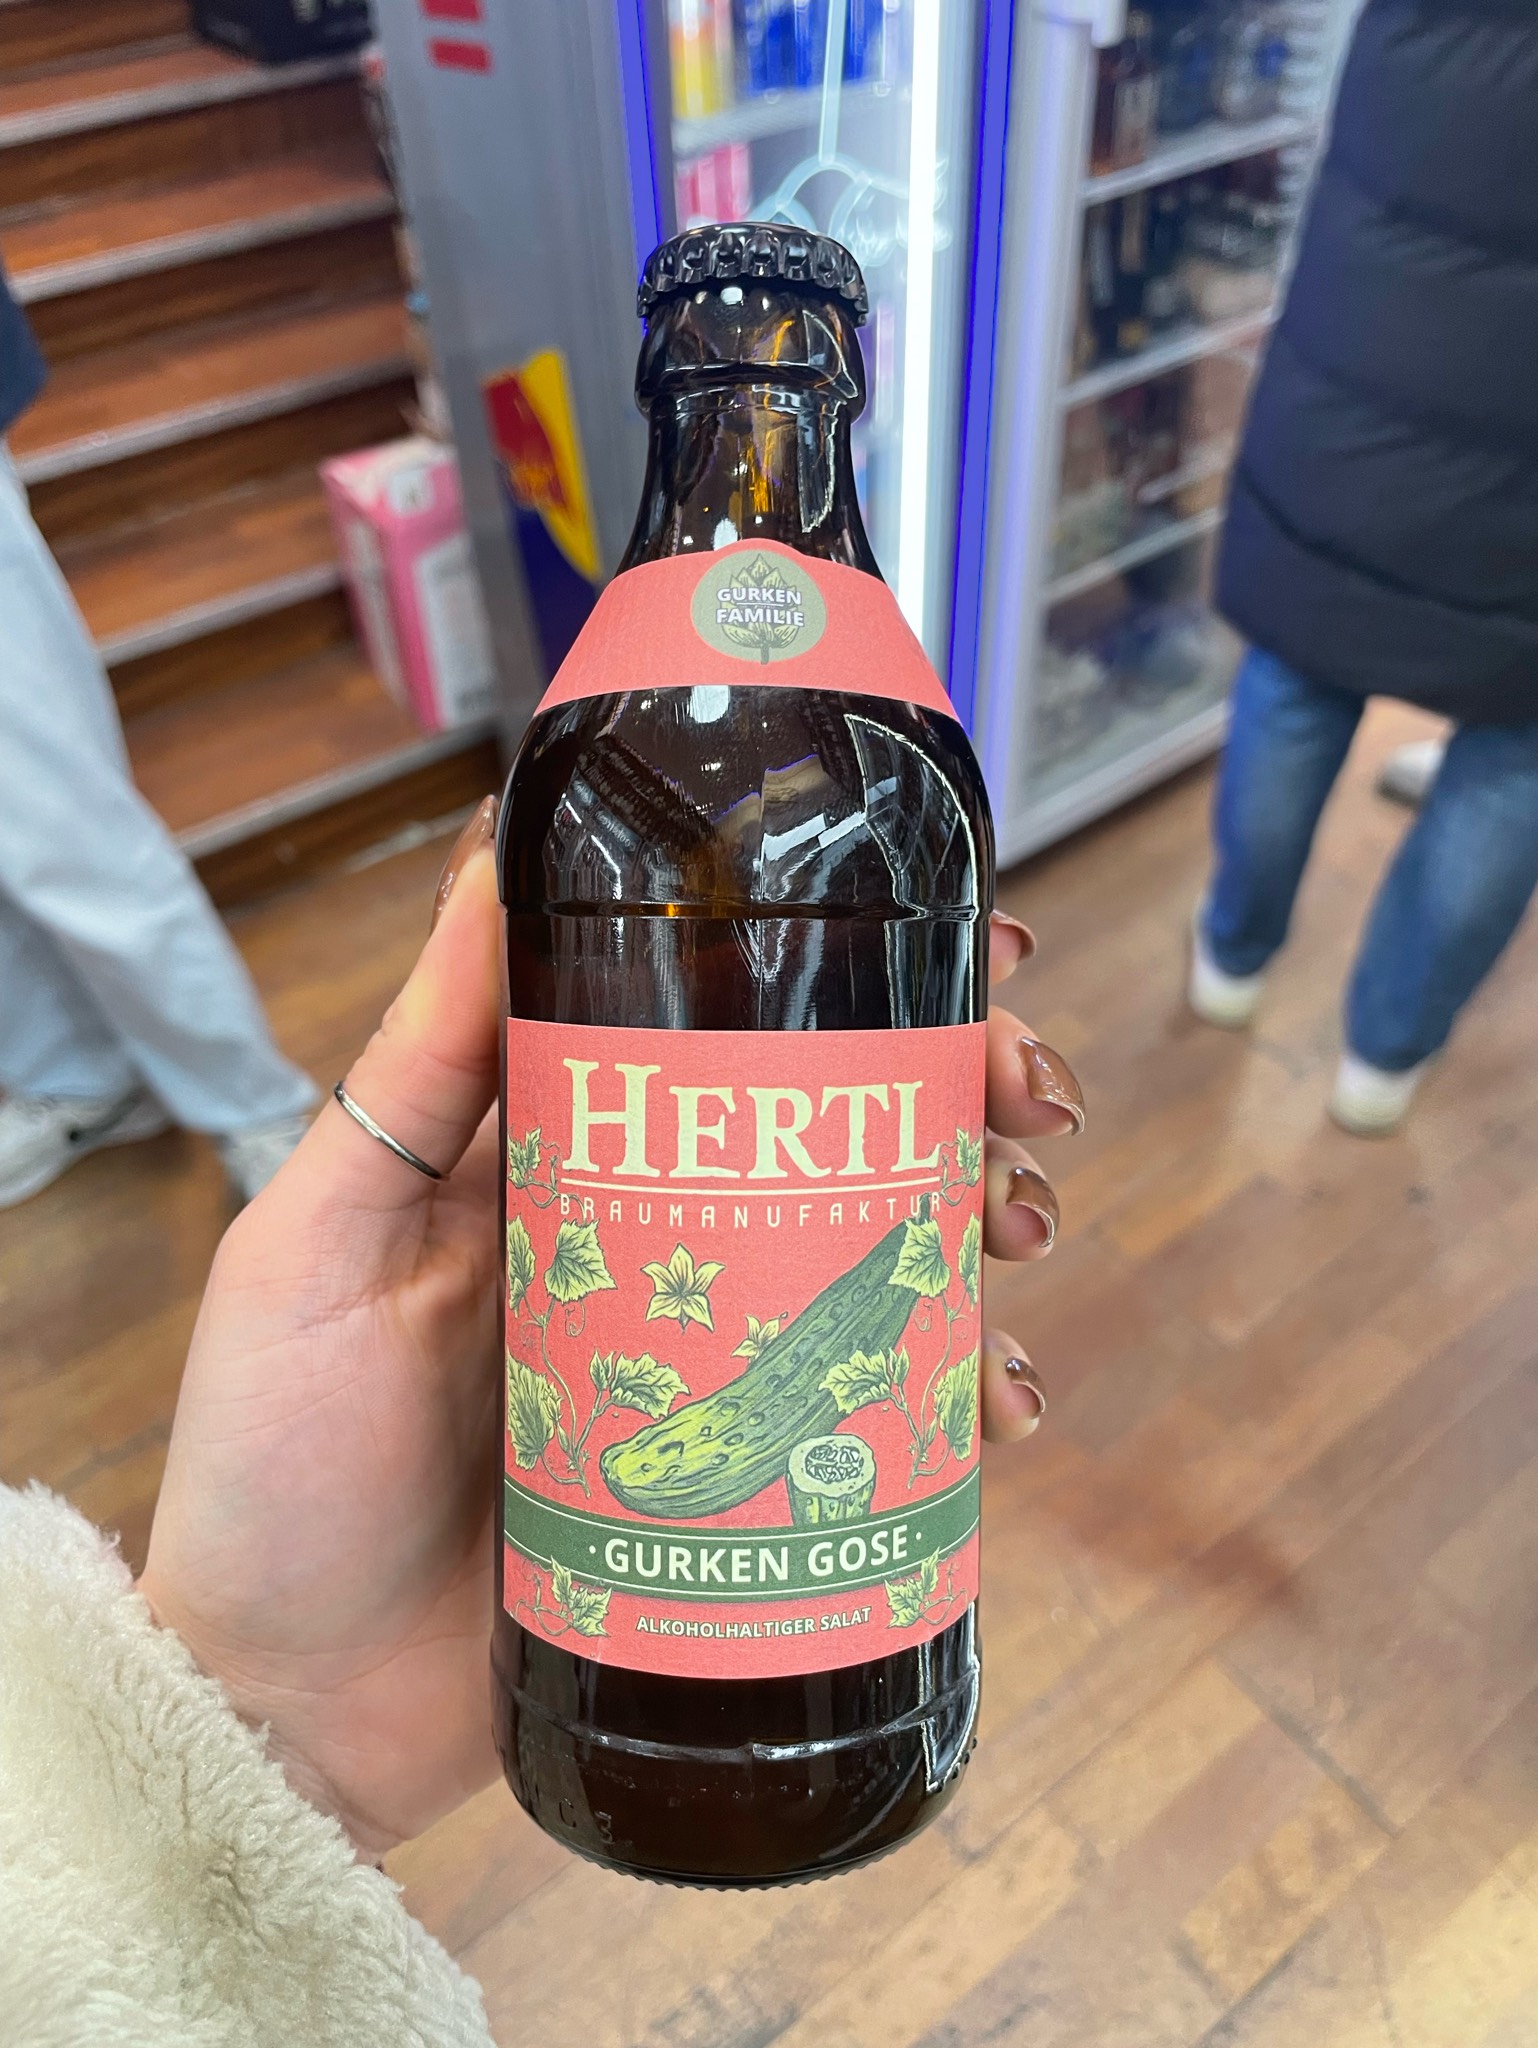 GURKEN
FAMILIE
HERTL
BRAUMANUFAKTUR
·GURKEN GOSE·
ALKOHOLHALTIGER SALAT